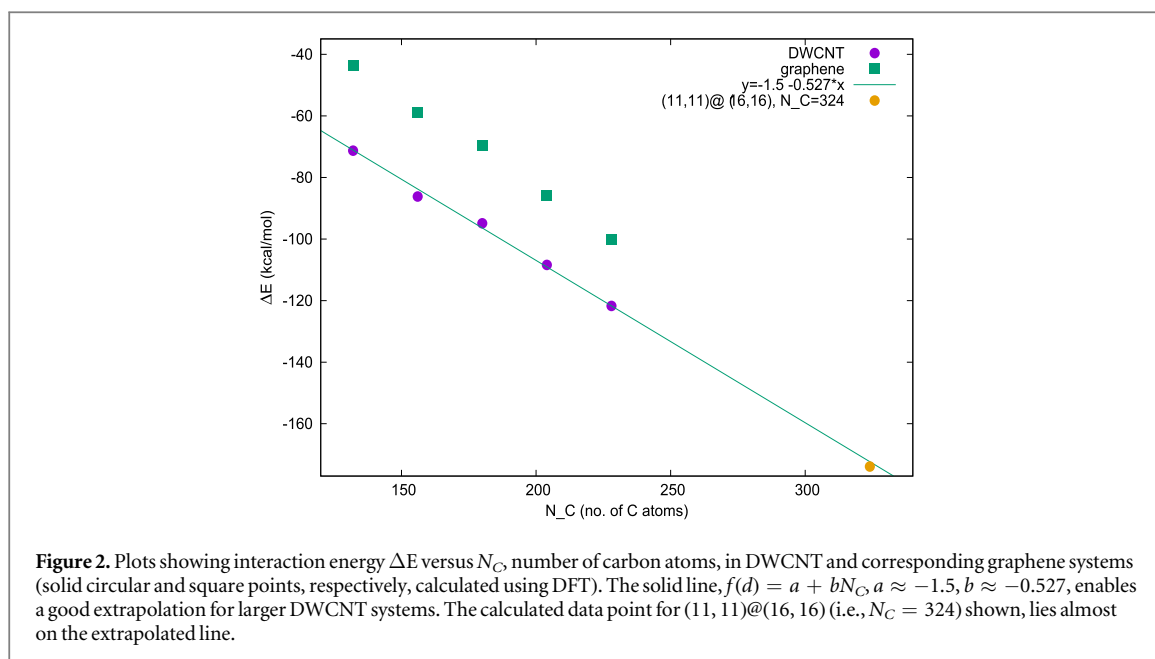 -40
-60
-80
-100
-120
-140
-160
150
200
250
300
ΔE (kcal/mol)
N_C (no. of C atoms)
DWCNT
graphene
y=-1.5 -0.527*x
(11,11)@ (16,16), N_C=324
Figure 2. Plots showing interaction energy ΔE versus N_C, number of carbon atoms, in DWCNT and corresponding graphene systems
(solid circular and square points, respectively, calculated using DFT). The solid line, f(d) = a + bN_C, a ≈ −1.5, b ≈ −0.527, enables
a good extrapolation for larger DWCNT systems. The calculated data point for (11, 11)@(16, 16) (i.e., N_C = 324) shown, lies almost
on the extrapolated line.